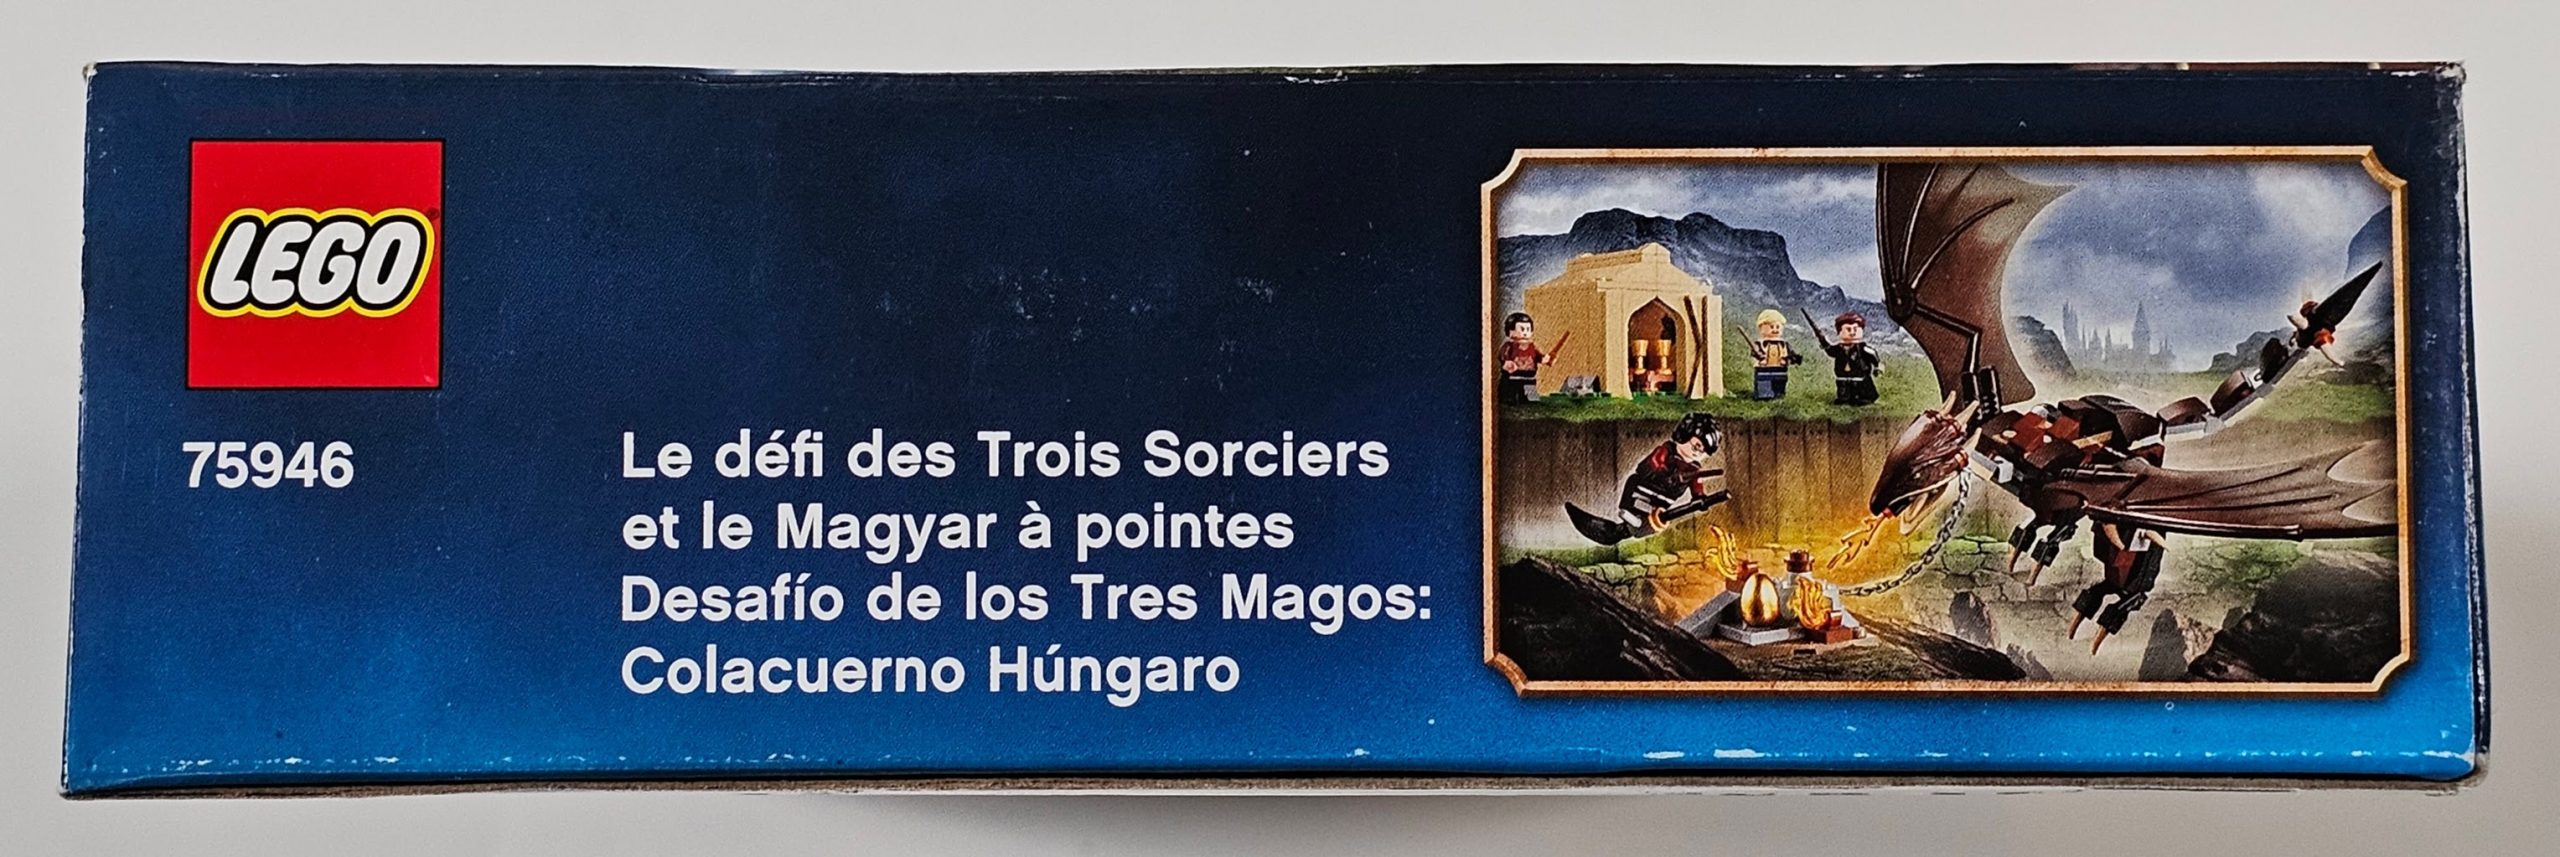 LEGO
75946
Le défi des Trois Sorciers
et le Magyar à pointes
Desafío de los Tres Magos:
Colacuerno Húngaro